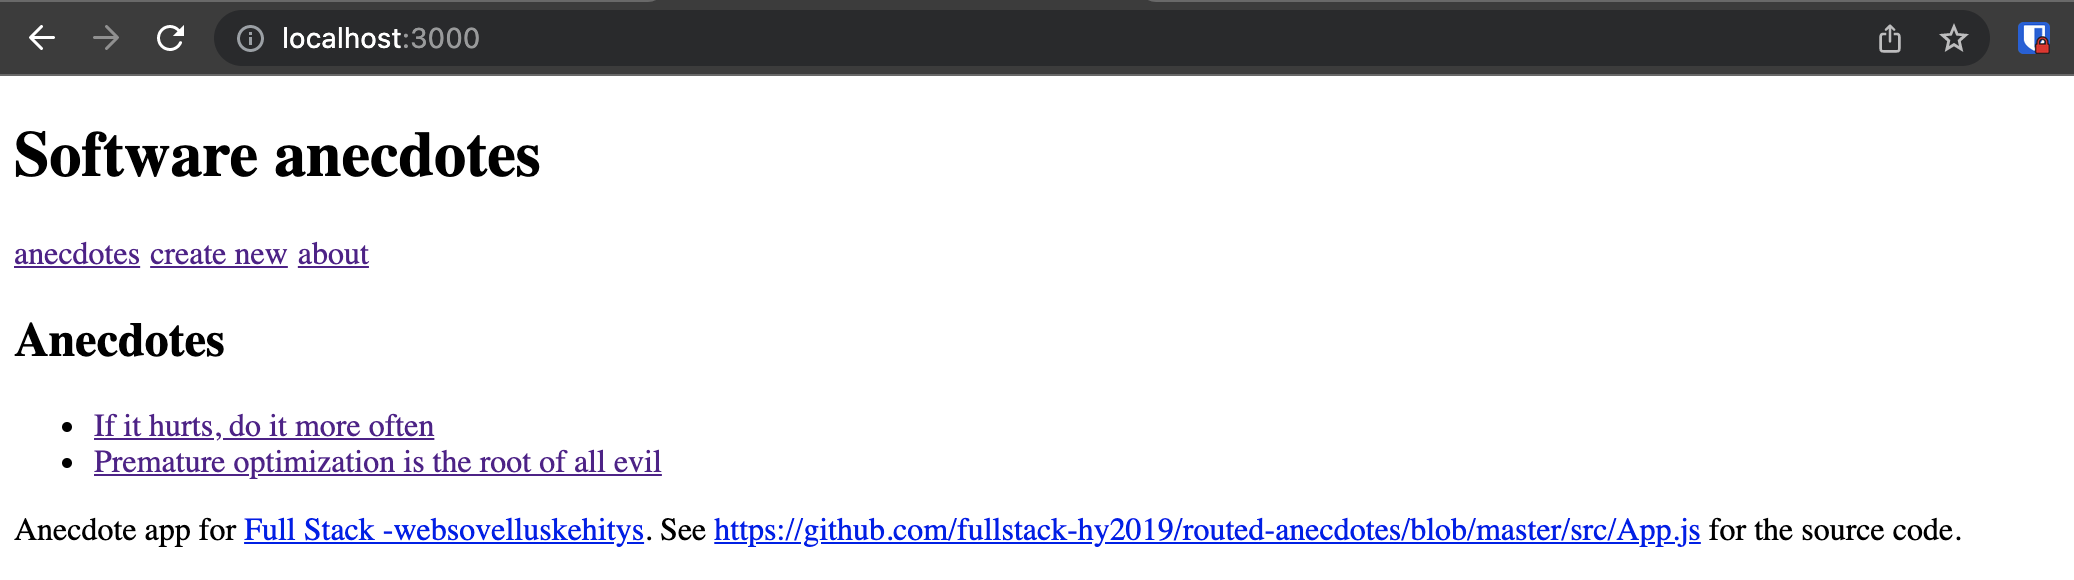 localhost:3000
Software anecdotes
anecdotes create new about
Anecdotes
If it hurts, do it more often
Premature optimization is the root of all evil
Anecdote app for Full Stack -websovelluskehitys. See https://github.com/fullstack-hy2019/routed-anecdotes/blob/master/src/App.js for the source code.